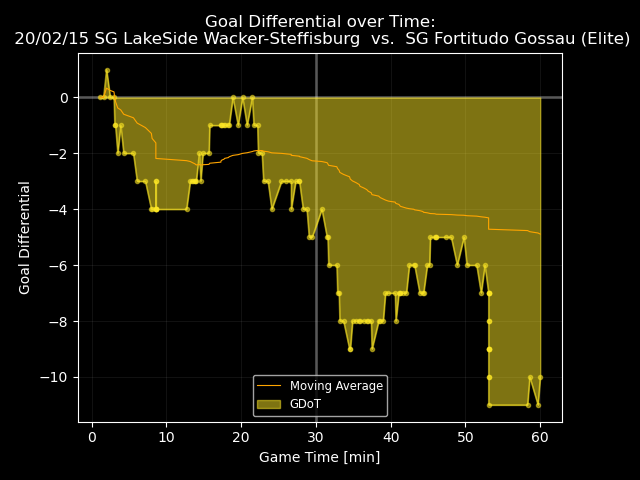 Goal Differential over Time:
20/02/15 SG LakeSide Wacker-Steffisburg  vs.  SG Fortitudo Gossau (Elite)
Goal Differential
0
−2
−4
−6
−8
−10
Moving Average
GDoT
0 10 20 30 40 50 60
Game Time [min]